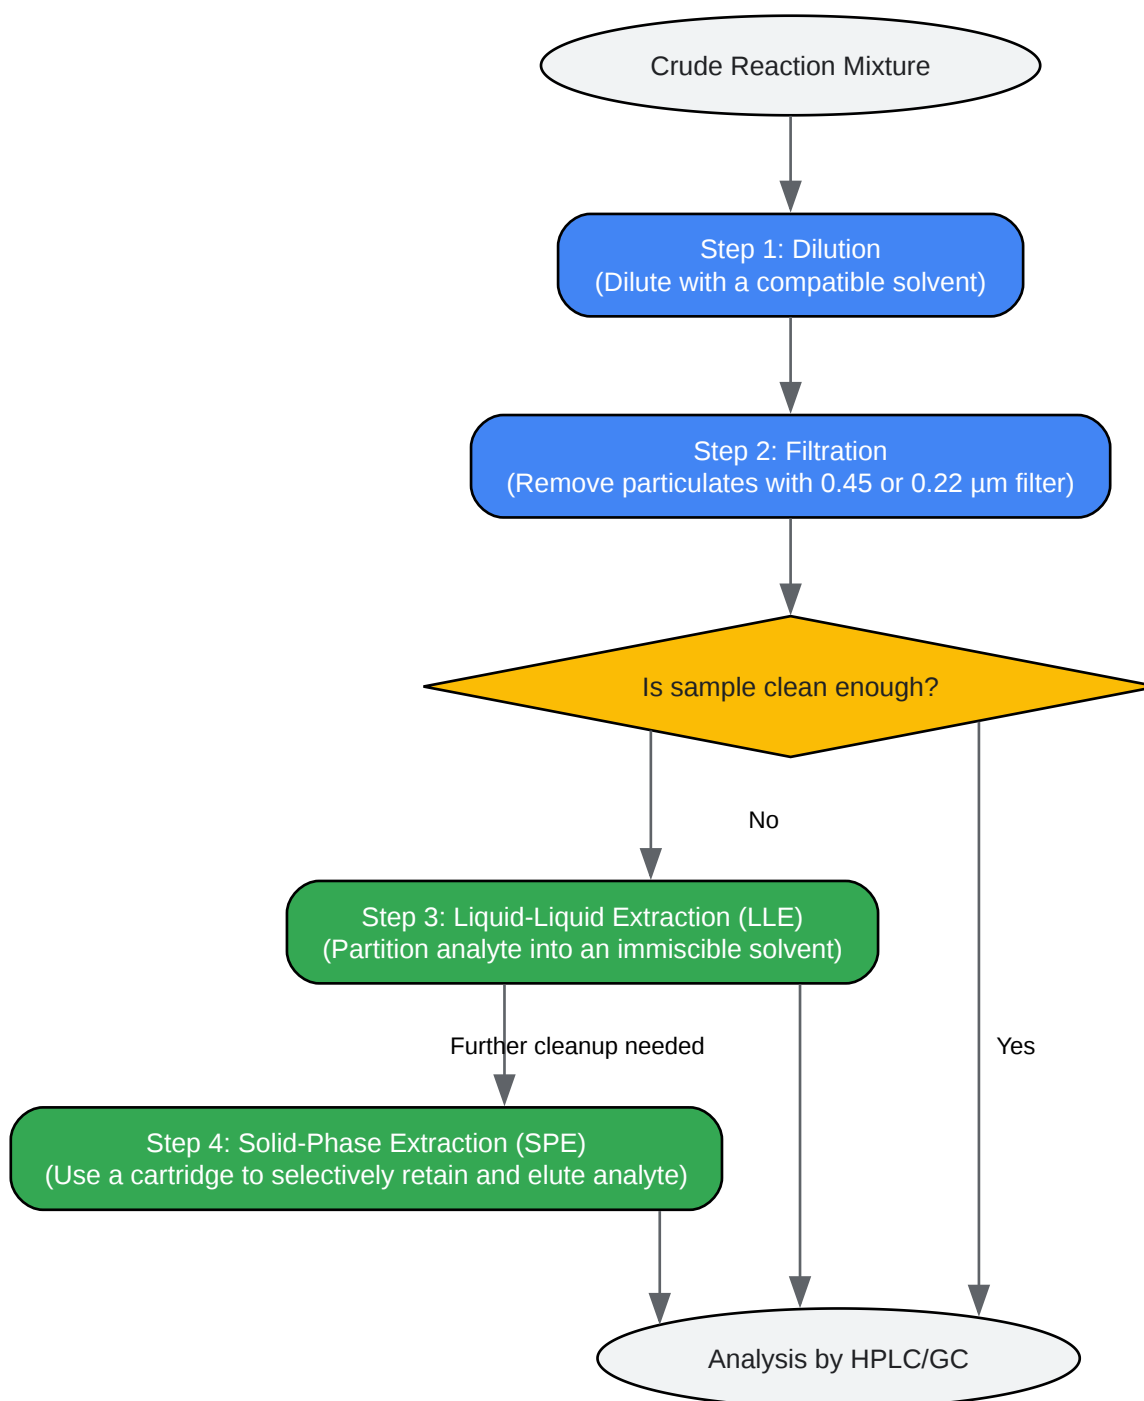 Crude Reaction Mixture
Step 1: Dilution
(Dilute with a compatible solvent)
Step 2: Filtration
(Remove particulates with 0.45 or 0.22 µm filter)
Is sample clean enough?
No
Step 3: Liquid-Liquid Extraction (LLE)
(Partition analyte into an immiscible solvent)
Further cleanup needed
Yes
Step 4: Solid-Phase Extraction (SPE)
(Use a cartridge to selectively retain and elute analyte)
Analysis by HPLC/GC